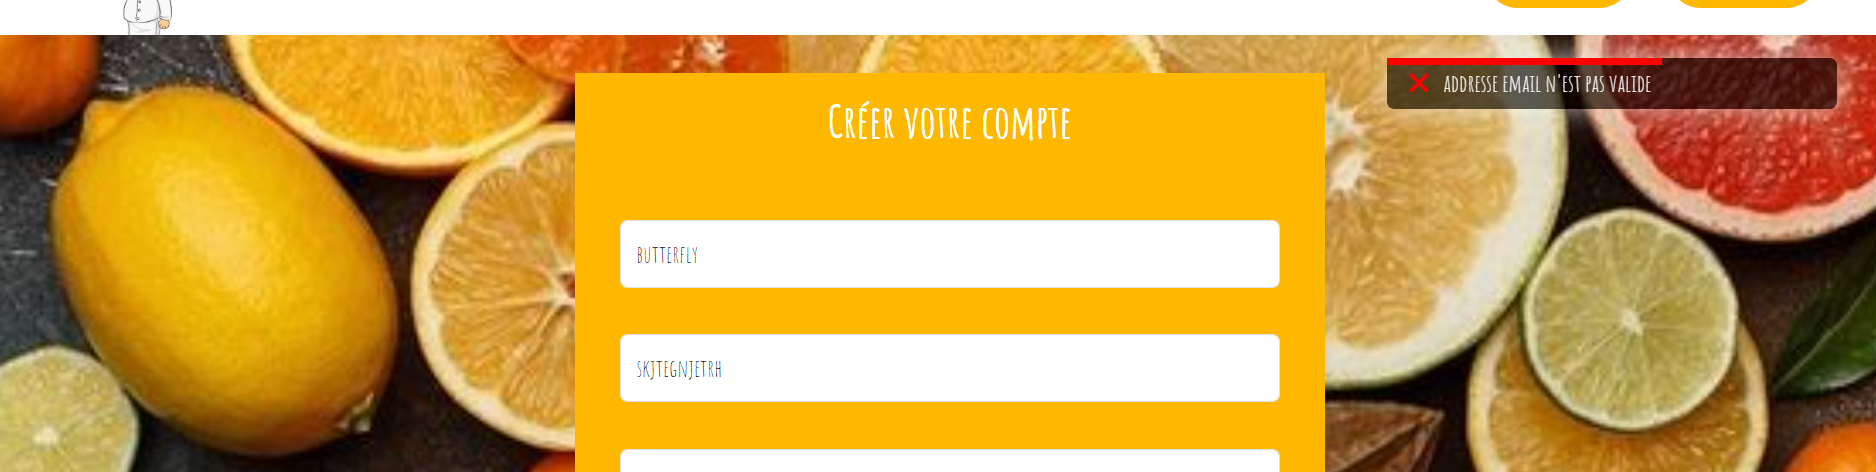 addresse email n'est pas valide
Créer votre compte
butterfly
skjtegnjetrh